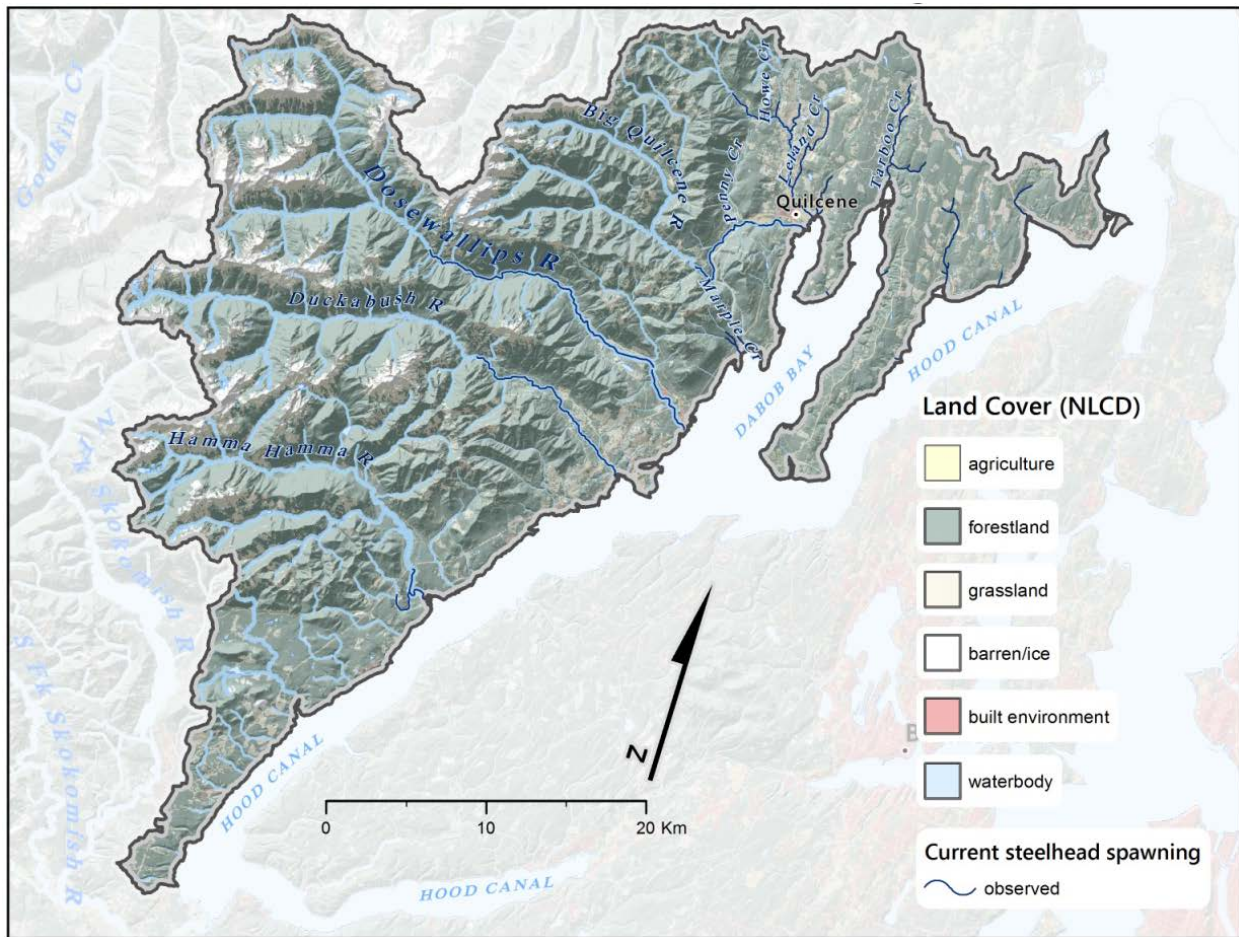 Godkin Cr
Big Quilcene R
Howe Cr
Penny Cr
Leland Cr
Tarboo Cr
Quilcene
Dosewallips R
Marple Cr
Duckabush R
DABOB BAY
HOOD CANAL
Hamma Hamma R
N Fk Skokomish R
S Fk Skokomish R
HOOD CANAL
HOOD CANAL
N
0 10 20 Km
Land Cover (NLCD)
agriculture
forestland
grassland
barren/ice
built environment
waterbody
Current steelhead spawning
observed